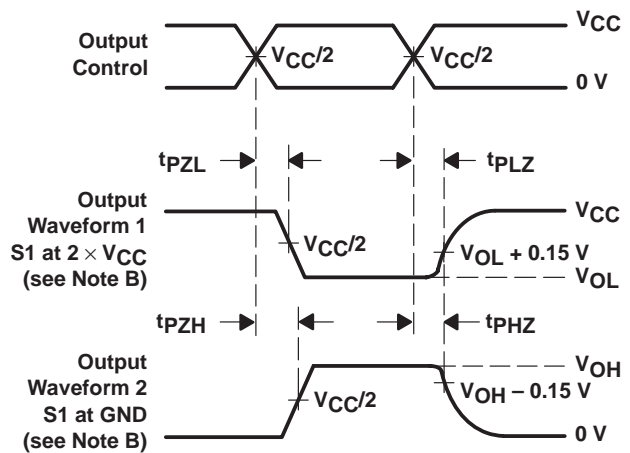 VCC
Output
Control
VCC/2
VCC/2
0 V
tPZL
tPLZ
Output
Waveform 1
S1 at 2 × VCC
(see Note B)
VCC
VCC/2
VOL + 0.15 V
VOL
tPZH
tPHZ
Output
Waveform 2
S1 at GND
(see Note B)
VOH
VCC/2
VOH – 0.15 V
0 V